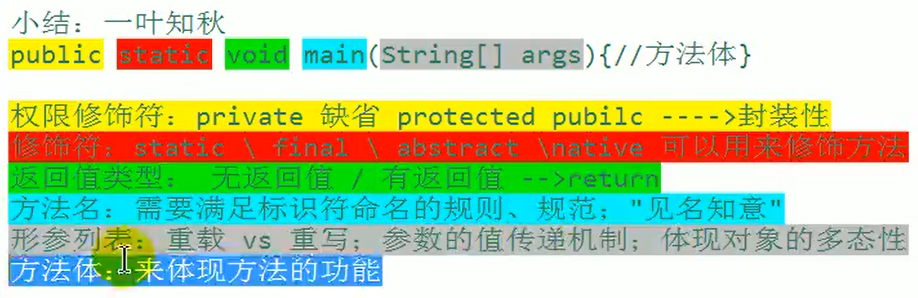 小结：一叶知秋
public static void main(String[] args){//方法体}
权限修饰符：private 缺省 protected pubilc ---->封装性
修饰符：static \ final \ abstract \native 可以用来修饰方法
返回值类型： 无返回值 / 有返回值 -->return
方法名：需要满足标识符命名的规则、规范；"见名知意"
形参列表：重载 vs 重写；参数的值传递机制；体现对象的多态性
方法体：来体现方法的功能